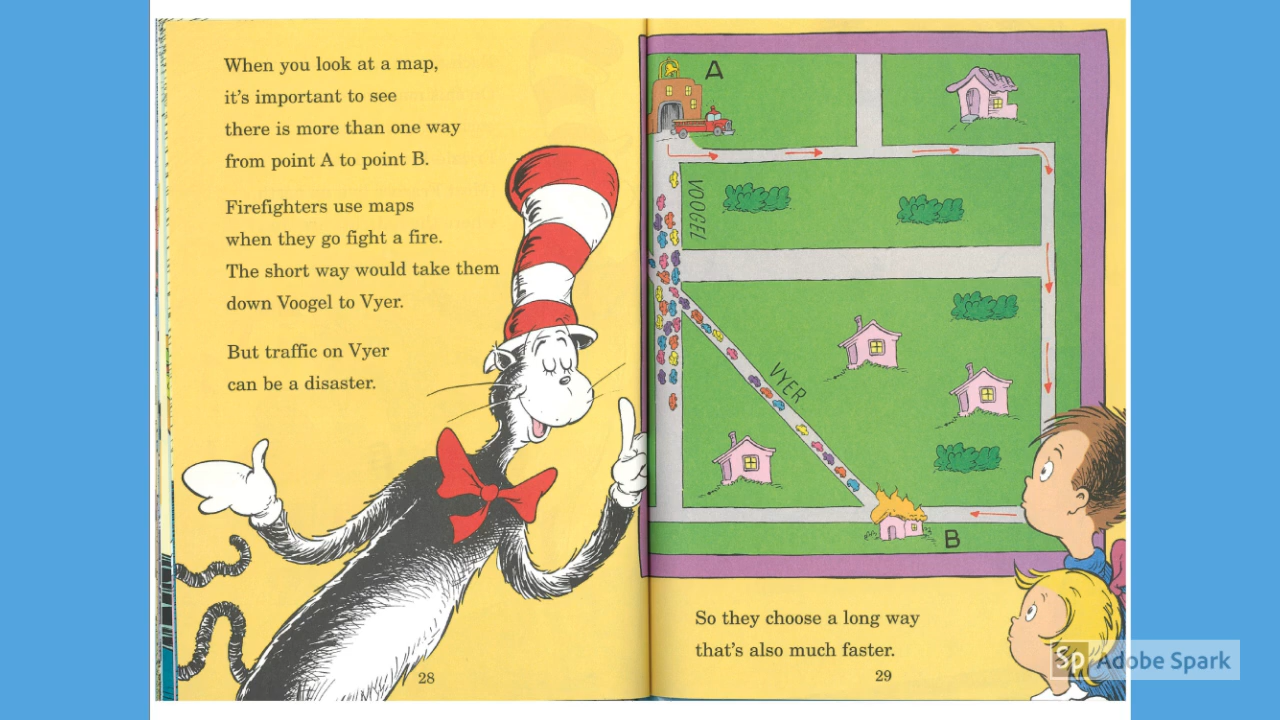 When you look at a map,
it's important to see
there is more than one way
from point A to point B.
Firefighters use maps
when they go fight a fire.
The short way would take them
down Voogel to Vyer.
But traffic on Vyer
can be a disaster.
28
A
VOOGEL
VYER
B
So they choose a long way
that's also much faster.
29
Sp Adobe Spark